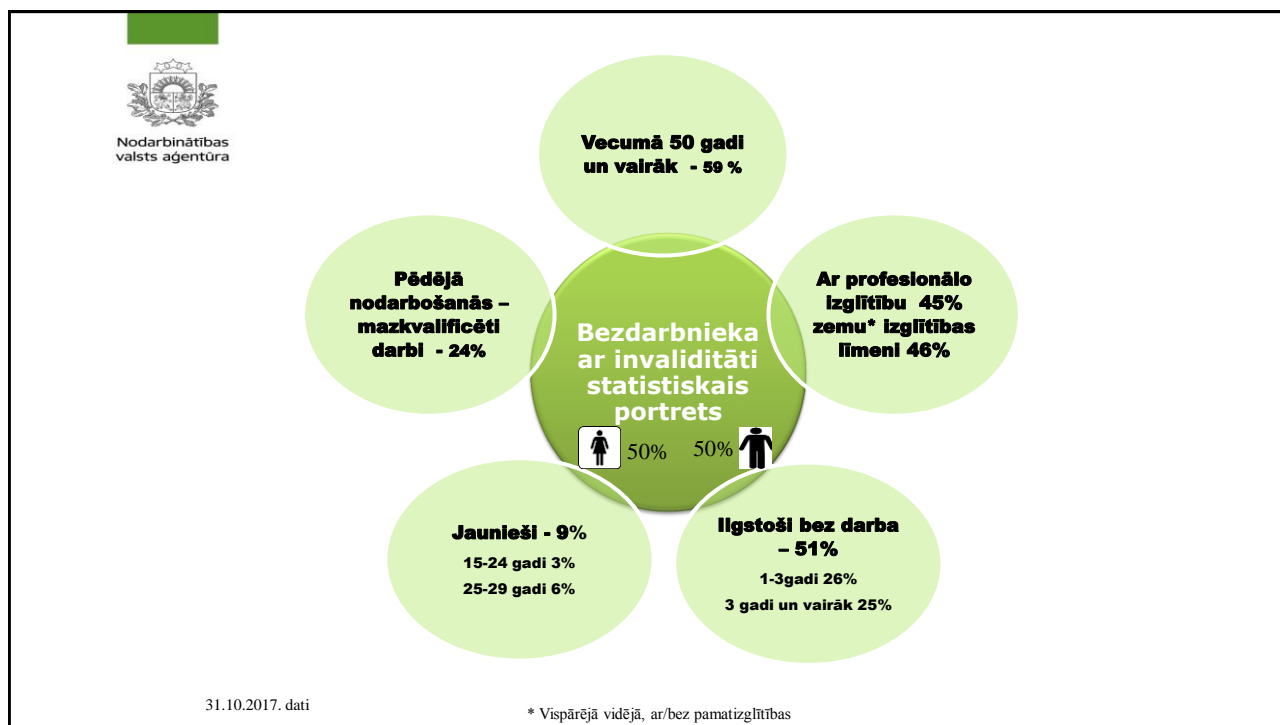 Nodarbinātības
valsts aģentūra
Vecumā 50 gadi
un vairāk - 59 %
Pēdējā
nodarbošanās –
mazkvalificēti
darbi - 24%
Ar profesionālo
izglītību 45%
zemu* izglītības
līmeni 46%
Bezdarbnieka
ar invaliditāti
statistiskais
portrets
50% 50%
Jaunieši - 9%
15-24 gadi 3%
25-29 gadi 6%
Ilgstoši bez darba
– 51%
1-3gadi 26%
3 gadi un vairāk 25%
31.10.2017. dati
* Vispārējā vidējā, ar/bez pamatizglītības